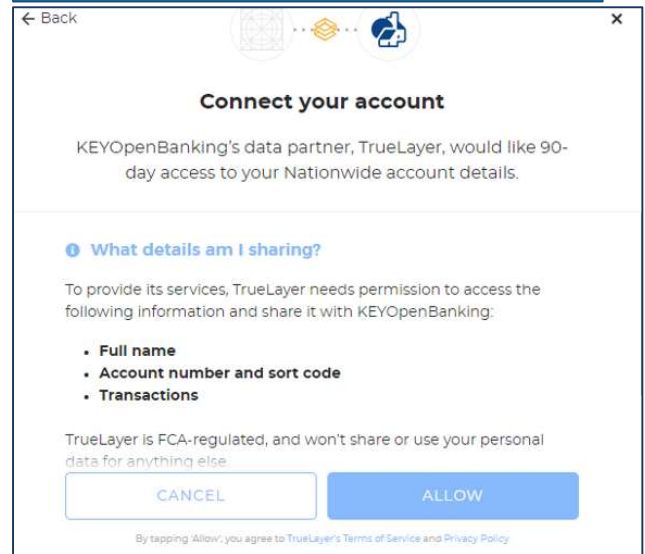 ← Back
×
Connect your account
KEYOpenBanking's data partner, TrueLayer, would like 90-
day access to your Nationwide account details.
What details am I sharing?
To provide its services, TrueLayer needs permission to access the
following information and share it with KEYOpenBanking:
• Full name
• Account number and sort code
• Transactions
TrueLayer is FCA-regulated, and won't share or use your personal
data for anything else
CANCEL
ALLOW
By tapping 'Allow', you agree to TrueLayer's Terms of Service and Privacy Policy